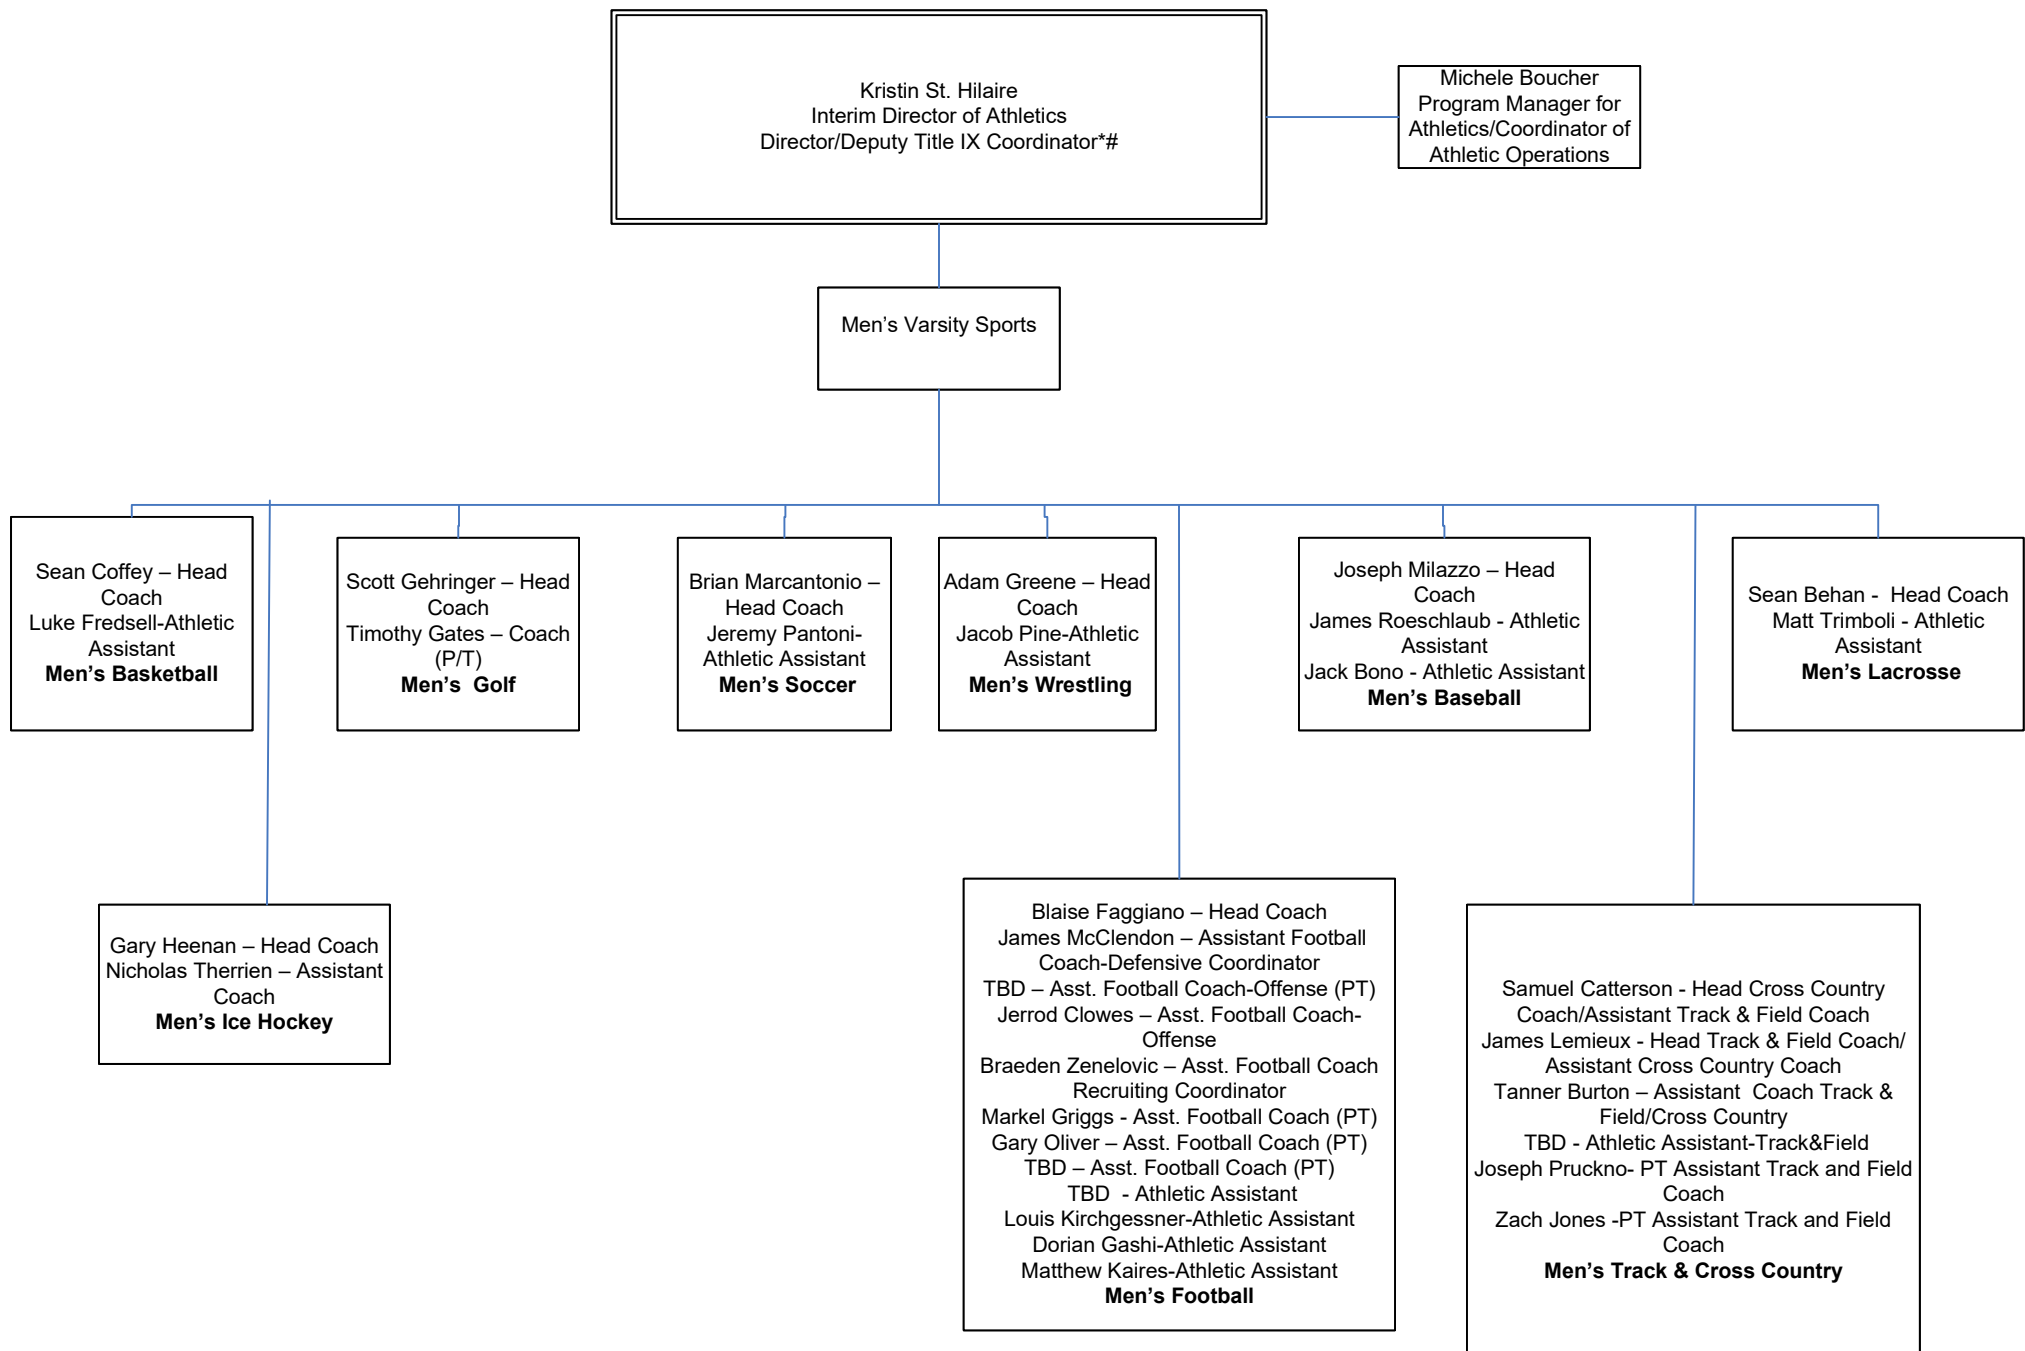 Kristin St. Hilaire
Interim Director of Athletics
Director/Deputy Title IX Coordinator*#
Michele Boucher
Program Manager for
Athletics/Coordinator of
Athletic Operations
Men’s Varsity Sports
Sean Coffey – Head
Coach
Luke Fredsell-Athletic
Assistant
Men’s Basketball
Scott Gehringer – Head
Coach
Timothy Gates – Coach
(P/T)
Men’s  Golf
Brian Marcantonio –
Head Coach
Jeremy Pantoni-
Athletic Assistant
Men’s Soccer
Adam Greene – Head
Coach
Jacob Pine-Athletic
Assistant
Men’s Wrestling
Joseph Milazzo – Head
Coach
James Roeschlaub - Athletic
Assistant
Jack Bono - Athletic Assistant
Men’s Baseball
Sean Behan -  Head Coach
Matt Trimboli - Athletic
Assistant
Men’s Lacrosse
Gary Heenan – Head Coach
Nicholas Therrien – Assistant
Coach
Men’s Ice Hockey
Blaise Faggiano – Head Coach
James McClendon – Assistant Football
Coach-Defensive Coordinator
TBD – Asst. Football Coach-Offense (PT)
Jerrod Clowes – Asst. Football Coach-
Offense
Braeden Zenelovic – Asst. Football Coach
Recruiting Coordinator
Markel Griggs - Asst. Football Coach (PT)
Gary Oliver – Asst. Football Coach (PT)
TBD – Asst. Football Coach (PT)
TBD  - Athletic Assistant
Louis Kirchgessner-Athletic Assistant
Dorian Gashi-Athletic Assistant
Matthew Kaires-Athletic Assistant
Men’s Football
Samuel Catterson - Head Cross Country
Coach/Assistant Track & Field Coach
James Lemieux - Head Track & Field Coach/
Assistant Cross Country Coach
Tanner Burton – Assistant  Coach Track &
Field/Cross Country
TBD - Athletic Assistant-Track&Field
Joseph Pruckno- PT Assistant Track and Field
Coach
Zach Jones -PT Assistant Track and Field
Coach
Men’s Track & Cross Country